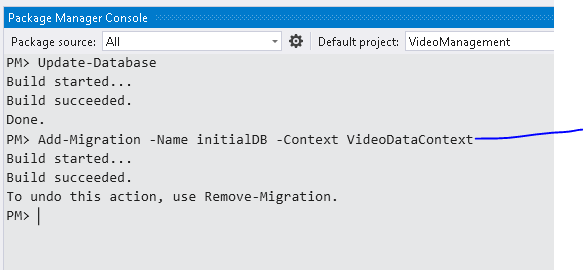 Package Manager Console
Package source: All Default project: VideoManagement
PM> Update-Database
Build started...
Build succeeded.
Done.
PM> Add-Migration -Name initialDB -Context VideoDataContext
Build started...
Build succeeded.
To undo this action, use Remove-Migration.
PM>